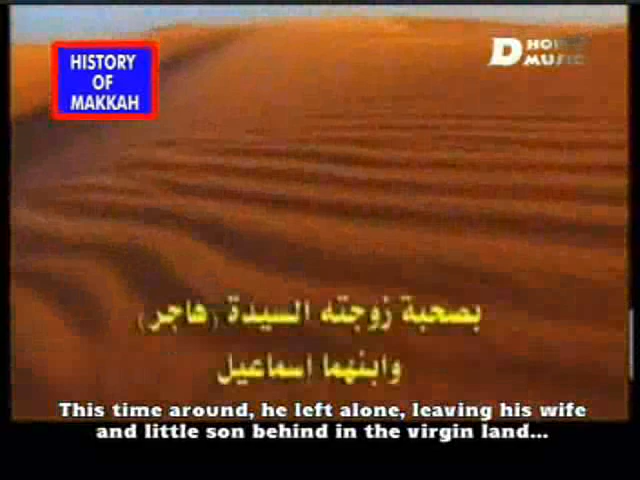 HISTORY
OF
MAKKAH
D
MUSIC
بصحبة زوجته السيدة (هاجر)
وابنهما اسماعيل
This time around, he left alone, leaving his wife
and little son behind in the virgin land...